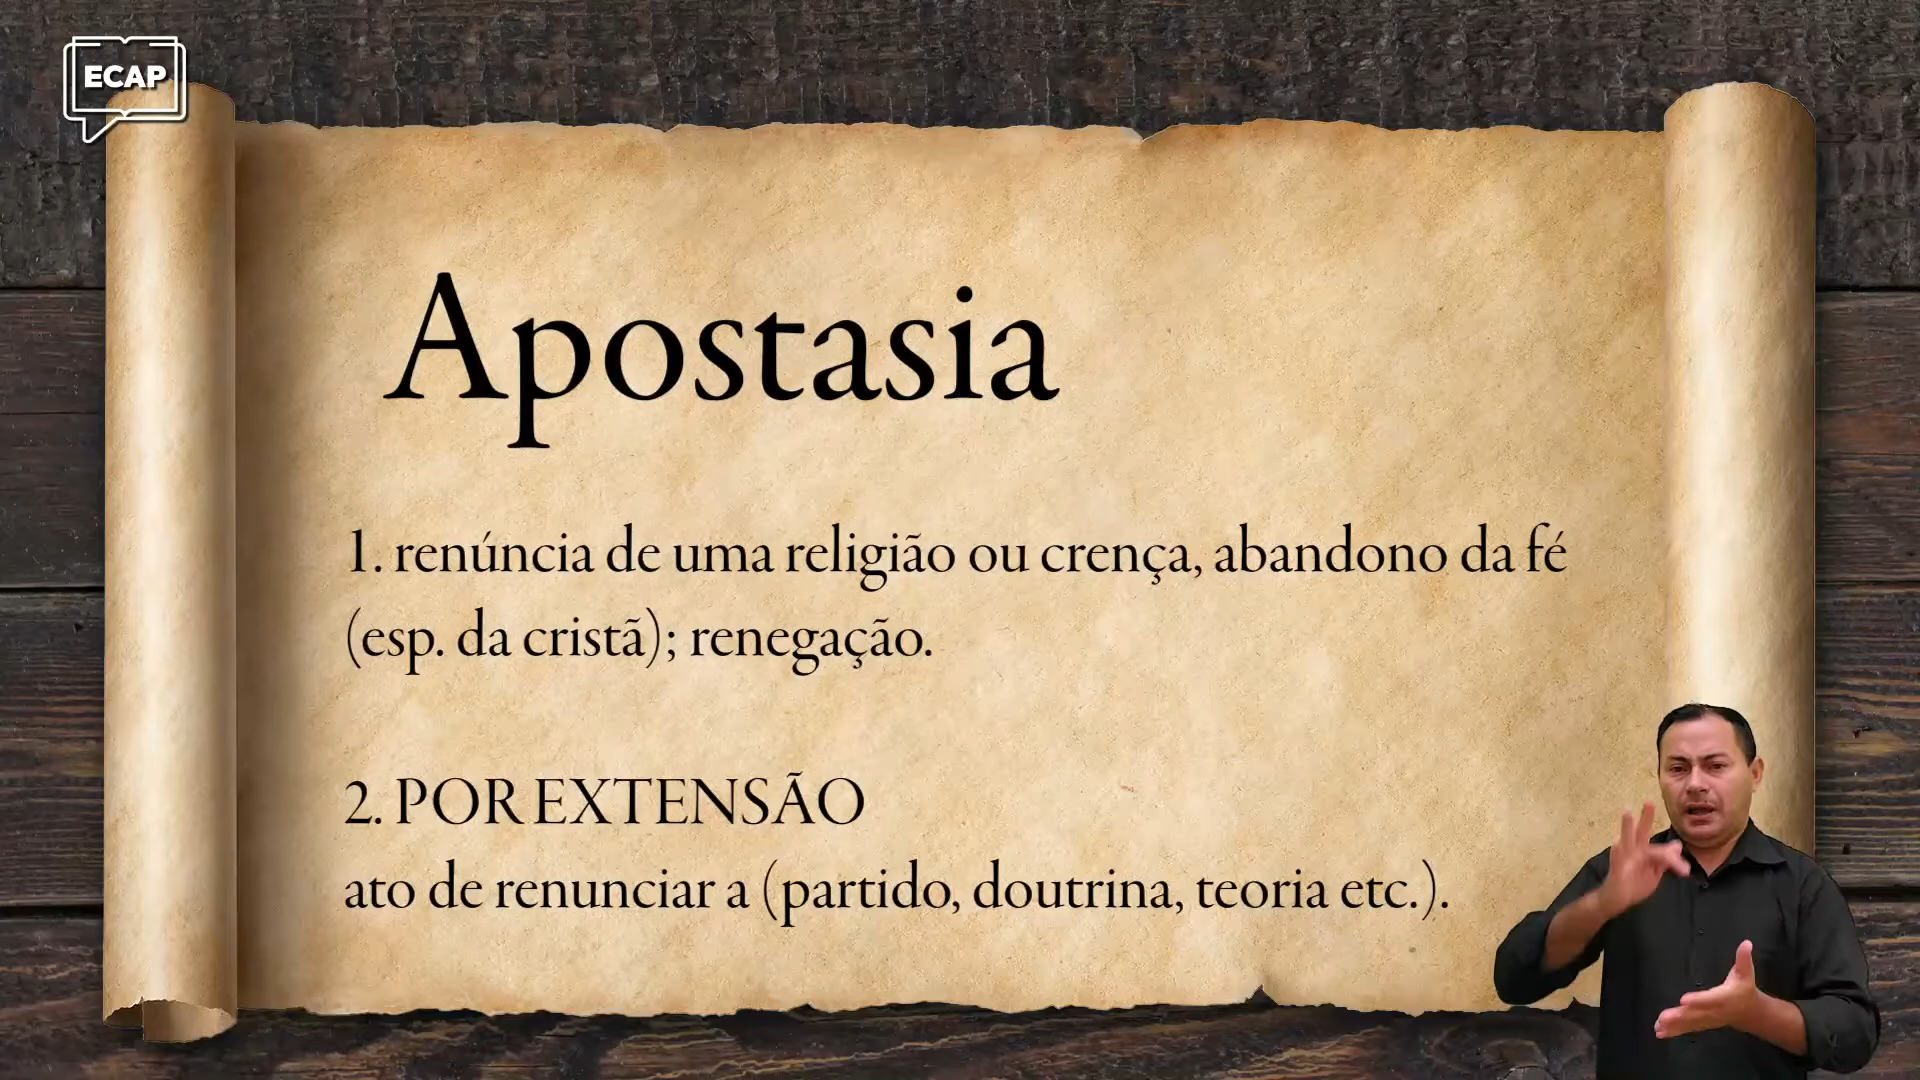 ECAP
Apostasia
1. renúncia de uma religião ou crença, abandono da fé
(esp. da cristã); renegação.
2. POR EXTENSÃO
ato de renunciar a (partido, doutrina, teoria etc.).